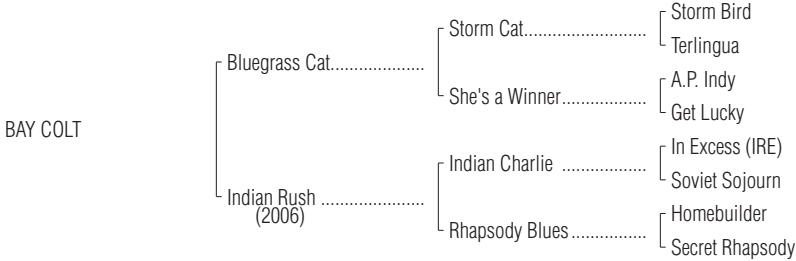 Storm Bird
Storm Cat........................
Terlingua
Bluegrass Cat....................
A.P. Indy
She's a Winner..................
Get Lucky
BAY COLT
In Excess (IRE)
Indian Charlie ..................
Soviet Sojourn
Indian Rush ......................
(2006)
Homebuilder
Rhapsody Blues................
Secret Rhapsody